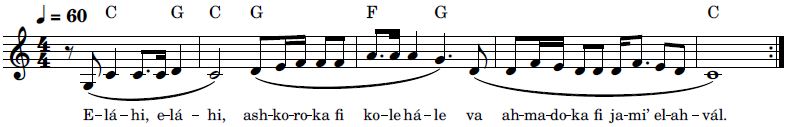 ♩ = 60
C G C G F G C
E–lá–hi, e–lá–hi, ash–ko–ro–ka fi ko–le–há–le va ah–ma–do–ka fi ja–mi’ el–ah–vál.